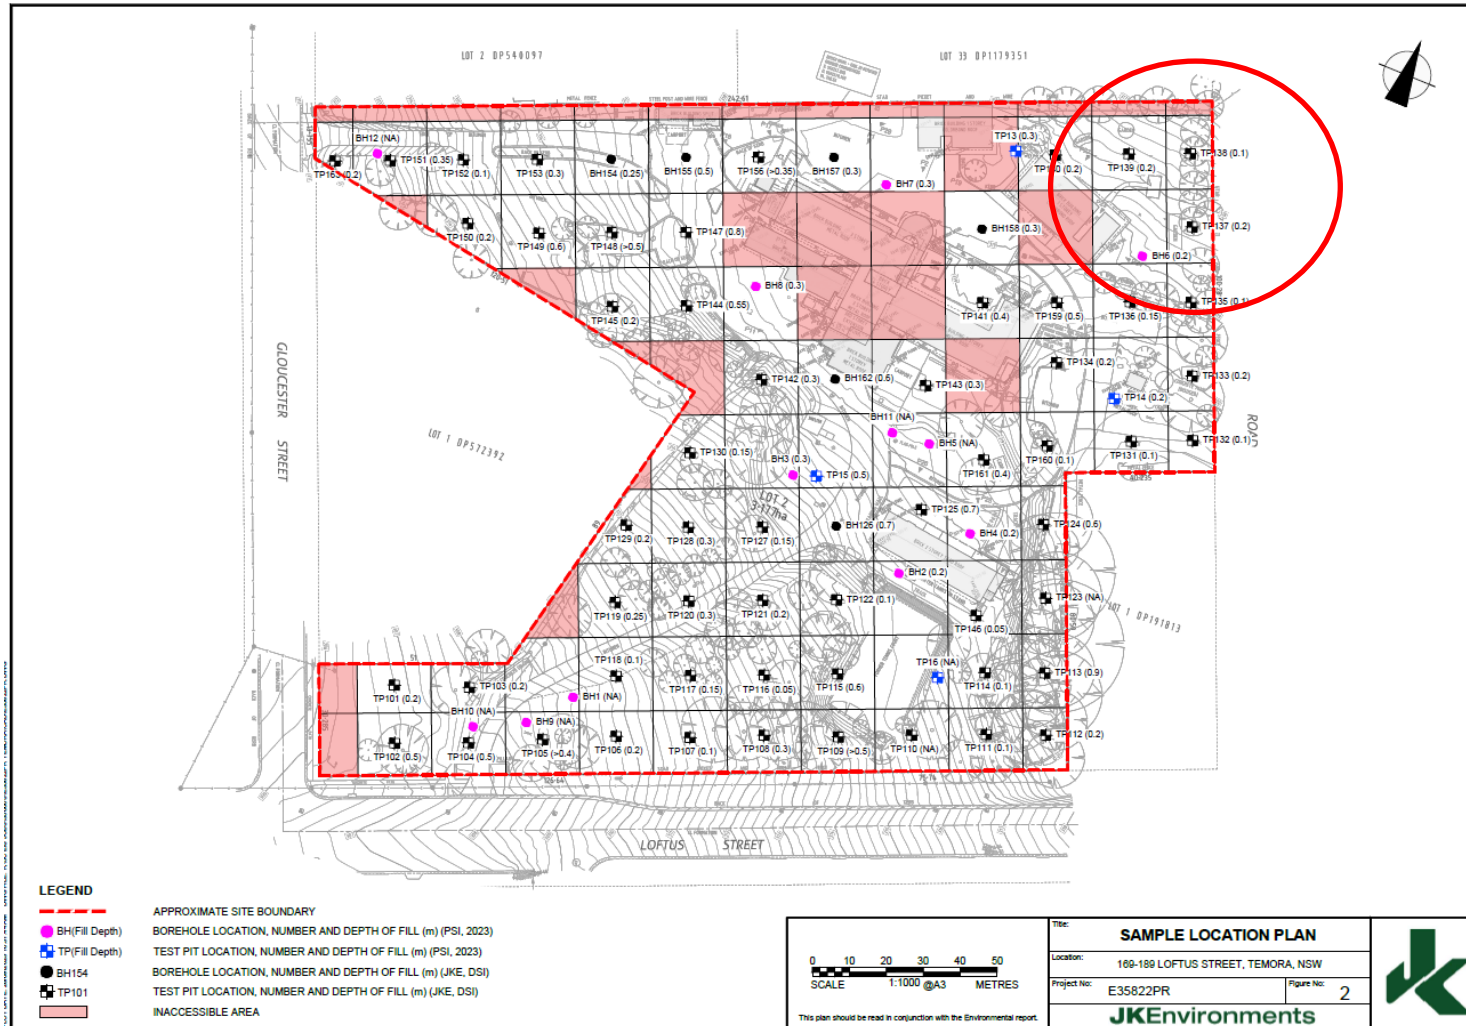 LOT 2 DP540097
LOT 33 DP1179351
242·61
BH12 (NA)
TP163 (0.2)
TP151 (0.35)
TP152 (0.1)
TP153 (0.3)
BH154 (0.25)
BH155 (0.5)
TP156 (>0.35)
BH157 (0.3)
BH7 (0.3)
TP13 (0.3)
TP139 (0.2)
TP138 (0.1)
TP150 (0.2)
TP149 (0.6)
TP148 (>0.5)
TP147 (0.8)
BH158 (0.3)
TP137 (0.2)
BH6 (0.2)
BH8 (0.3)
TP145 (0.2)
TP144 (0.55)
TP141 (0.4)
TP159 (0.5)
TP136 (0.15)
TP135 (0.1)
TP142 (0.3)
BH162 (0.6)
TP143 (0.3)
TP134 (0.2)
TP133 (0.2)
TP14 (0.2)
GLOUCESTER STREET
LOT 1 DP572392
BH11 (NA)
BH5 (NA)
TP130 (0.15)
BH3 (0.3)
TP15 (0.5)
TP161 (0.4)
TP160 (0.1)
TP131 (0.1)
TP132 (0.1)
ROAD
LOT 2
3·177ha
TP129 (0.2)
TP128 (0.3)
TP127 (0.15)
BH126 (0.7)
TP125 (0.7)
BH4 (0.2)
TP124 (0.6)
BH2 (0.2)
TP119 (0.25)
TP120 (0.3)
TP121 (0.2)
TP122 (0.1)
TP146 (0.05)
TP123 (NA)
LOT 1 DP191813
TP101 (0.2)
TP103 (0.2)
TP118 (0.1)
BH1 (NA)
TP117 (0.15)
TP116 (0.05)
TP115 (0.6)
TP16 (NA)
TP114 (0.1)
TP113 (0.9)
BH10 (NA)
BH9 (NA)
TP102 (0.5)
TP104 (0.5)
TP105 (>0.4)
TP106 (0.2)
TP107 (0.1)
TP108 (0.3)
TP109 (>0.5)
TP110 (NA)
TP111 (0.1)
TP112 (0.2)
LOFTUS STREET
LEGEND
APPROXIMATE SITE BOUNDARY
BH(Fill Depth) BOREHOLE LOCATION, NUMBER AND DEPTH OF FILL (m) (PSI, 2023)
TP(Fill Depth) TEST PIT LOCATION, NUMBER AND DEPTH OF FILL (m) (PSI, 2023)
BH154 BOREHOLE LOCATION, NUMBER AND DEPTH OF FILL (m) (JKE, DSI)
TP101 TEST PIT LOCATION, NUMBER AND DEPTH OF FILL (m) (JKE, DSI)
INACCESSIBLE AREA
0 10 20 30 40 50
SCALE 1:1000 @A3 METRES
This plan should be read in conjunction with the Environmental report.
Title: SAMPLE LOCATION PLAN
Location: 169-189 LOFTUS STREET, TEMORA, NSW
Project No: E35822PR Figure No: 2
JKEnvironments
JK